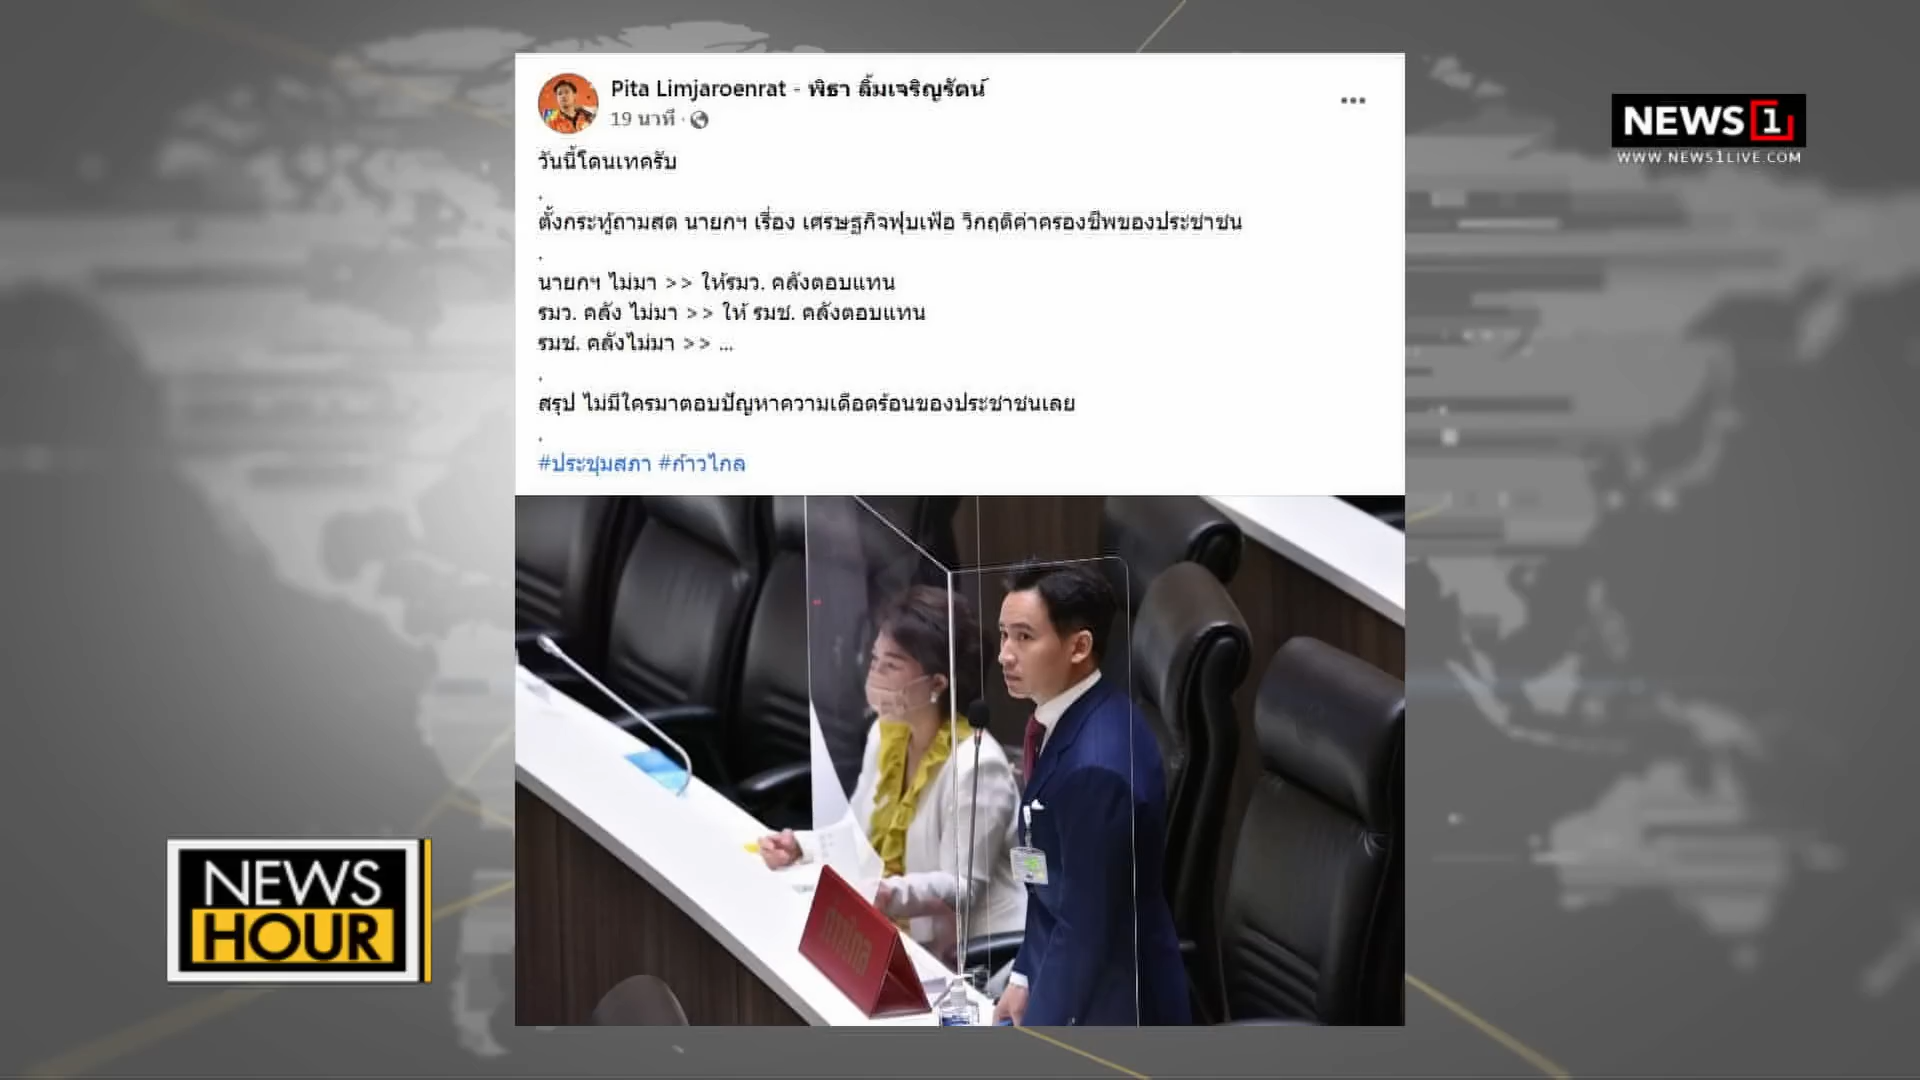 Pita Limjaroenrat - พิธา ลิ้มเจริญรัตน์
19 นาที
วันนี้โดนเทครับ
.
ตั้งกระทู้ถามสด นายกฯ เรื่อง เศรษฐกิจฟุบเฟ้อ วิกฤติค่าครองชีพของประชาชน
.
นายกฯ ไม่มา >> ให้รมว. คลังตอบแทน
รมว. คลัง ไม่มา >> ให้ รมช. คลังตอบแทน
รมช. คลังไม่มา >> ...
.
สรุป ไม่มีใครมาตอบปัญหาความเดือดร้อนของประชาชนเลย
.
#ประชุมสภา #ก้าวไกล
NEWS 1
WWW.NEWS1LIVE.COM
ก้าวไกล
NEWS
HOUR